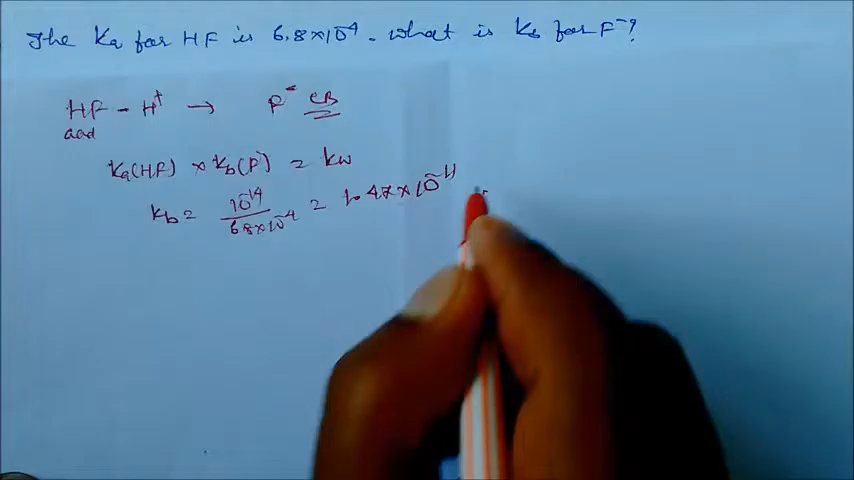 The Ka for HF is 6.8×10⁻⁴. what is Kb for F⁻?
HF - H⁺ → F⁻ CB
acid
Ka(HF) × Kb(F⁻) = Kw
Kb = 10⁻¹⁴ / 6.8×10⁻⁴ = 1.47×10⁻¹¹